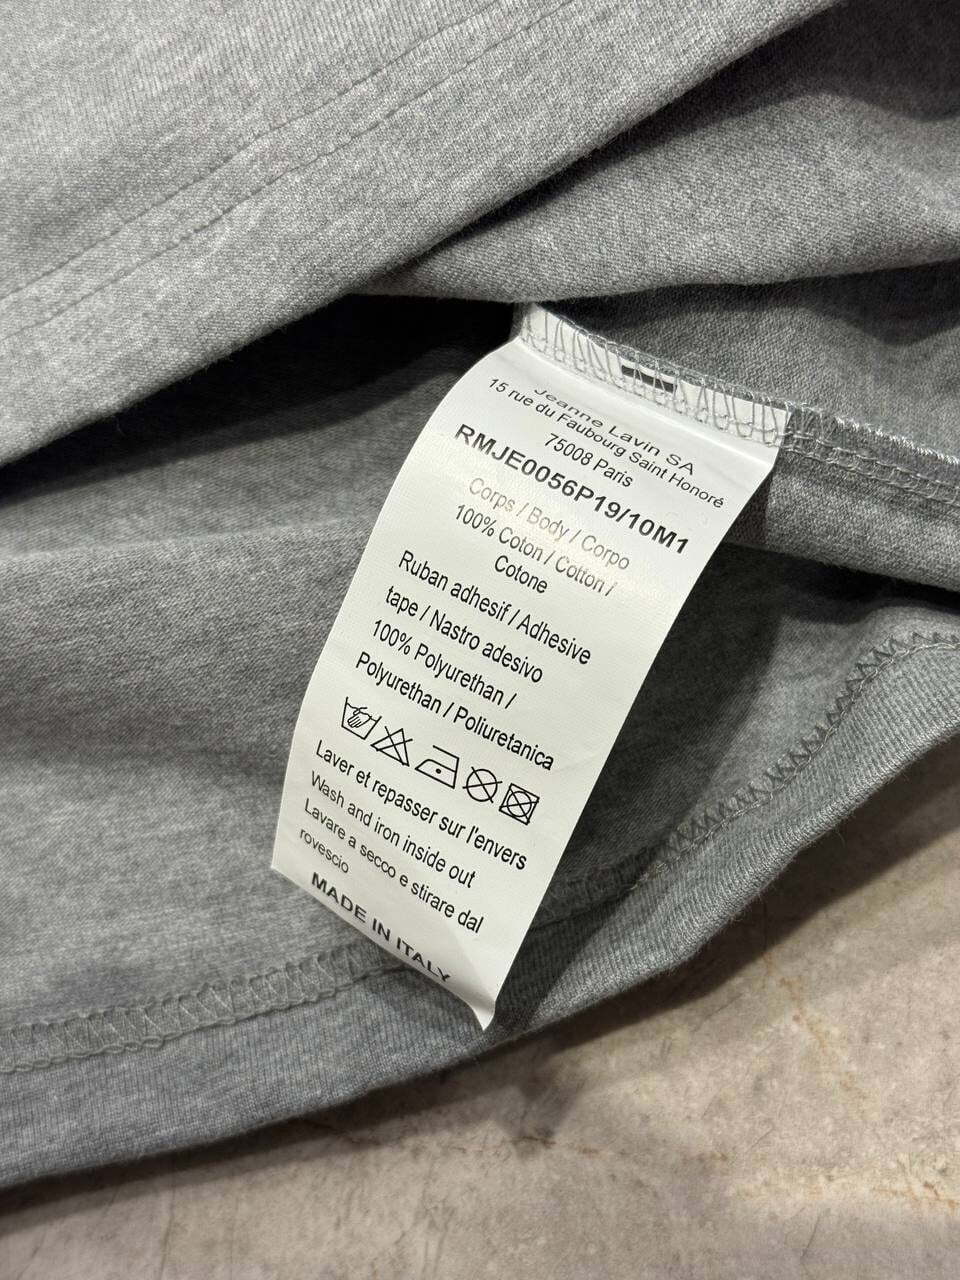 Jeanne Lavin SA
15 rue du Faubourg Saint Honoré
75008 Paris
RMJE0056P19/10M1
Corps / Body / Corpo
100% Coton / Cotton /
Cotone
Ruban adhesif / Adhesive
tape / Nastro adesivo
100% Polyurethan /
Polyurethan / Poliuretanica
Laver et repasser sur l'envers
Wash and iron inside out
Lavare a secco e stirare dal
rovescio
MADE IN ITALY